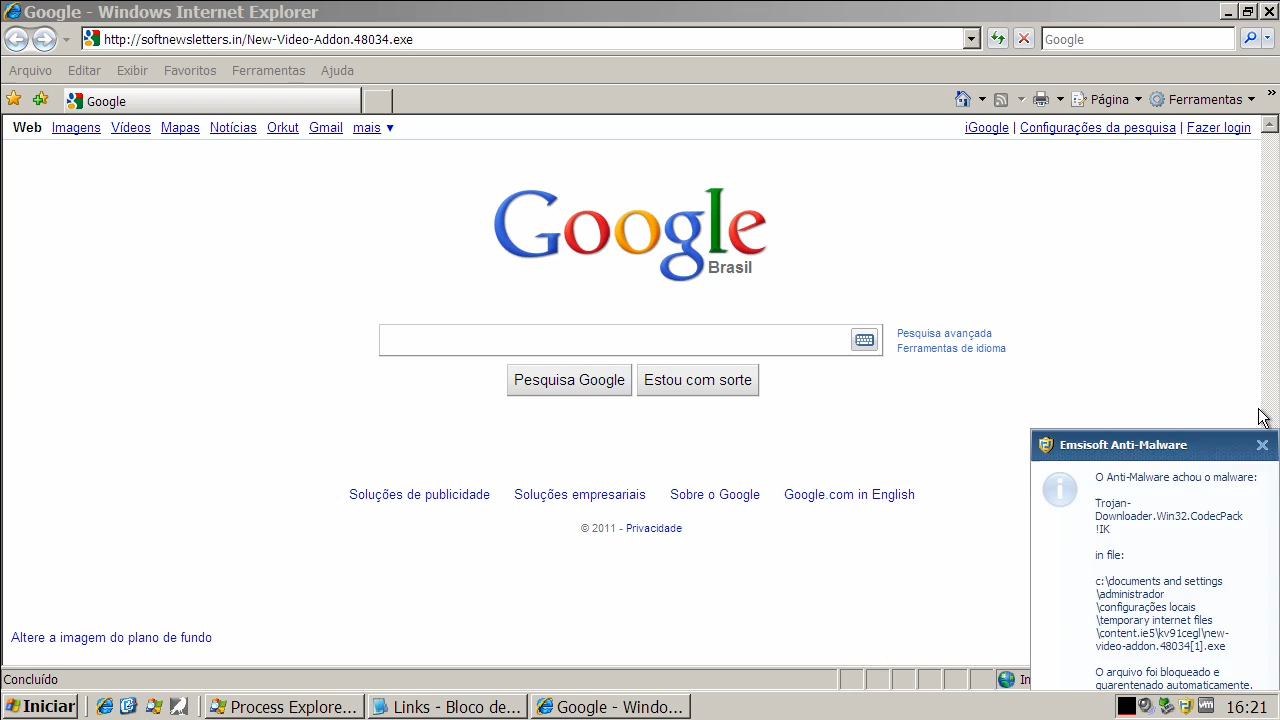 Google - Windows Internet Explorer
http://softnewsletters.in/New-Video-Addon.48034.exe
Google
Arquivo Editar Exibir Favoritos Ferramentas Ajuda
Google
Página Ferramentas »
Web Imagens Vídeos Mapas Notícias Orkut Gmail mais ▼
iGoogle | Configurações da pesquisa | Fazer login
Google
Brasil
Pesquisa avançada
Ferramentas de idioma
Pesquisa Google Estou com sorte
Soluções de publicidade Soluções empresariais Sobre o Google Google.com in English
© 2011 - Privacidade
Altere a imagem do plano de fundo
Emsisoft Anti-Malware
O Anti-Malware achou o malware:
Trojan-
Downloader.Win32.CodecPack
!IK
in file:
c:\documents and settings
\administrador
\configurações locais
\temporary internet files
\content.ie5\kv91cegl\new-
video-addon.48034[1].exe
O arquivo foi bloqueado e
quarentenado automaticamente.
Concluído
In
Iniciar
Process Explore...
Links - Bloco de...
Google - Windo...
16:21